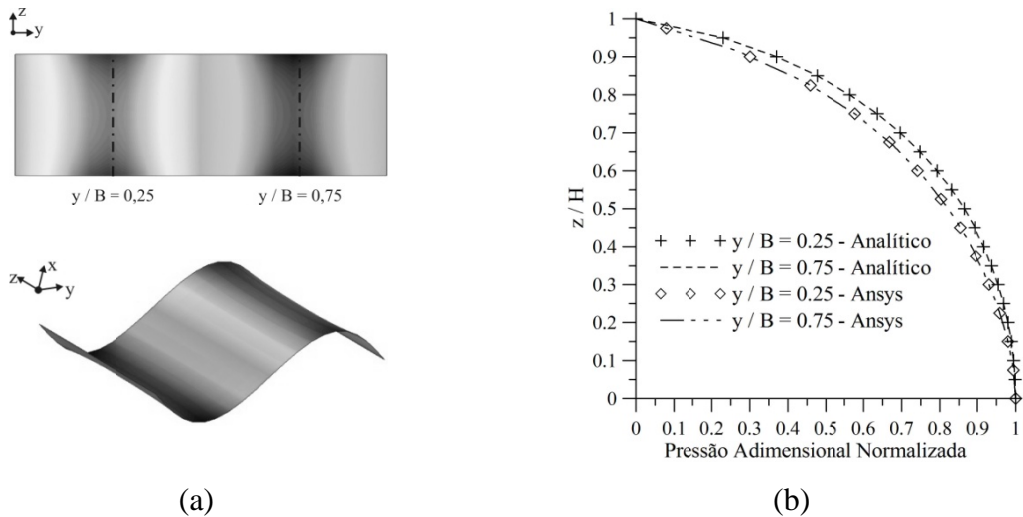 z
y
y / B = 0,25
y / B = 0,75
z
x
y
(a)
z / H
1
0.9
0.8
0.7
0.6
0.5
0.4
0.3
0.2
0.1
0
y / B = 0.25 - Analítico
y / B = 0.75 - Analítico
y / B = 0.25 - Ansys
y / B = 0.75 - Ansys
0 0.1 0.2 0.3 0.4 0.5 0.6 0.7 0.8 0.9 1
Pressão Adimensional Normalizada
(b)